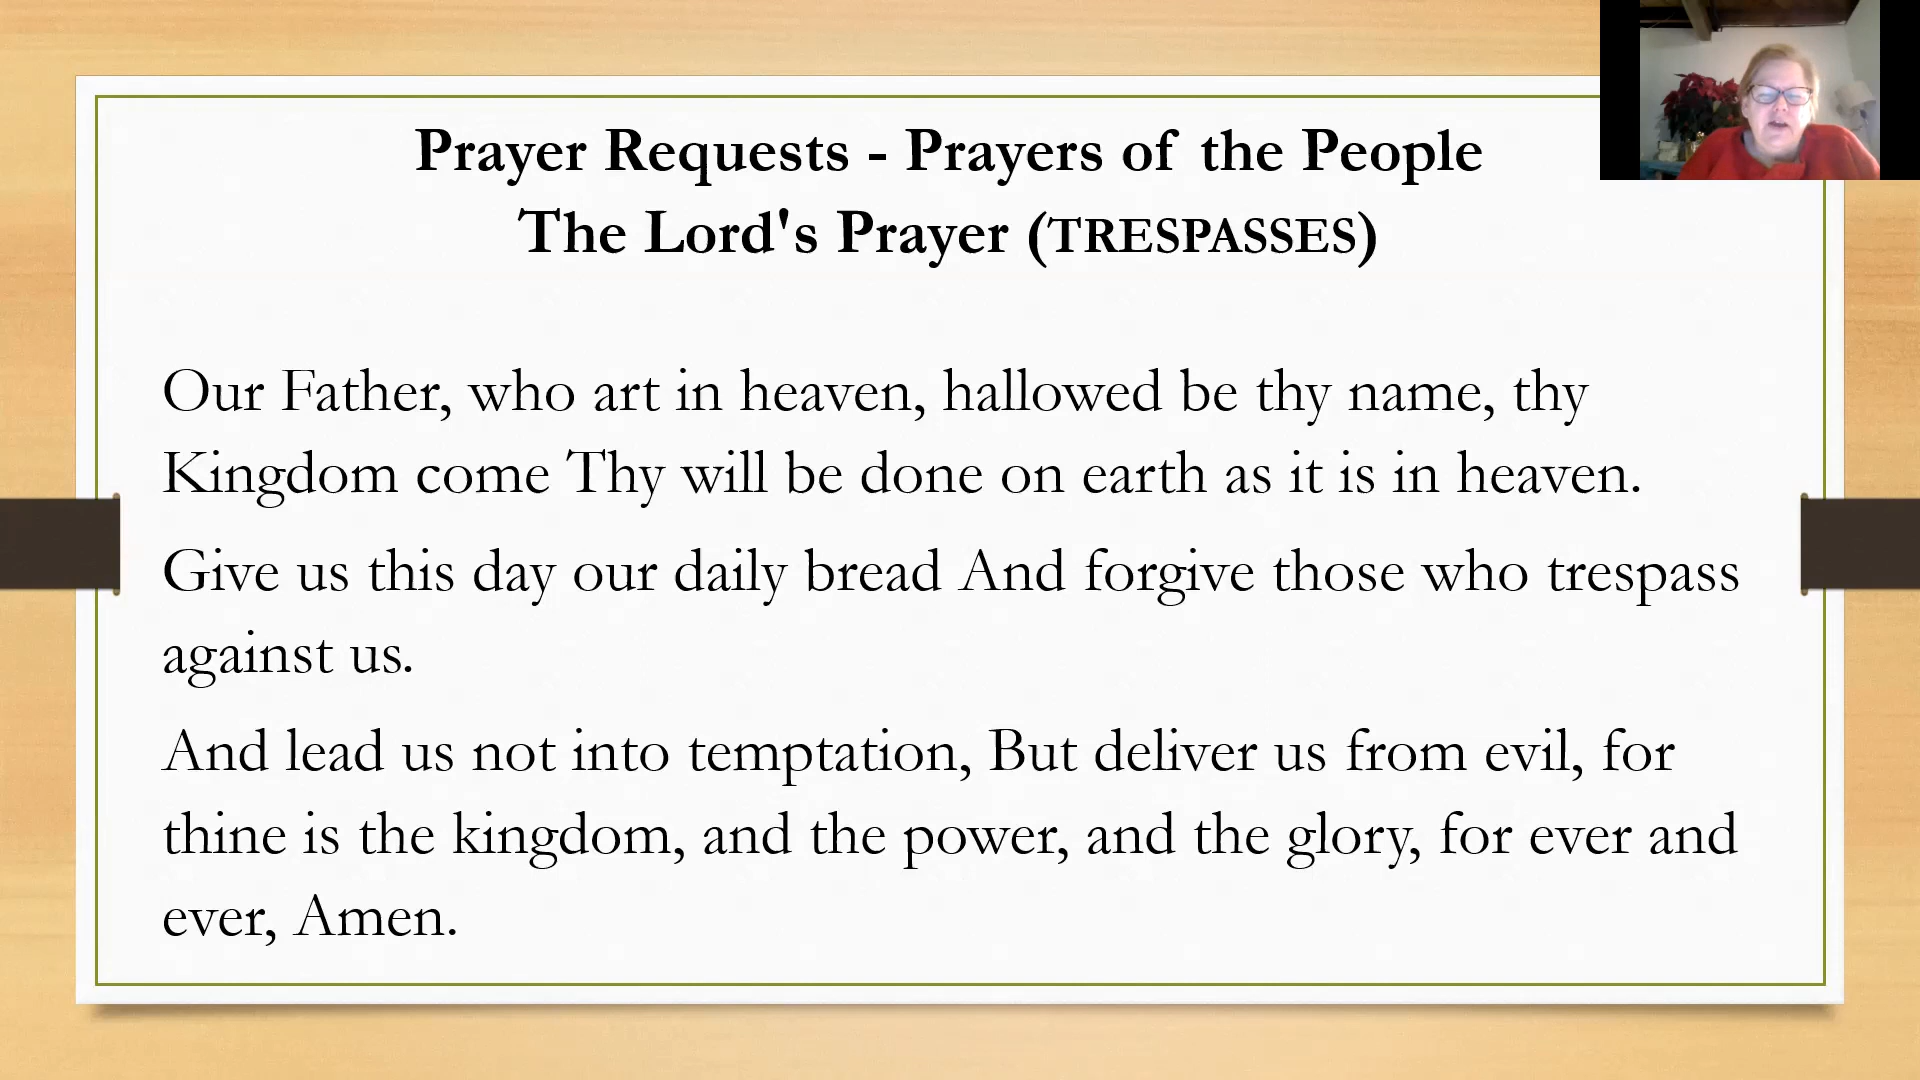 Prayer Requests - Prayers of the People
The Lord's Prayer (TRESPASSES)
Our Father, who art in heaven, hallowed be thy name, thy
Kingdom come Thy will be done on earth as it is in heaven.
Give us this day our daily bread And forgive those who trespass
against us.
And lead us not into temptation, But deliver us from evil, for
thine is the kingdom, and the power, and the glory, for ever and
ever, Amen.